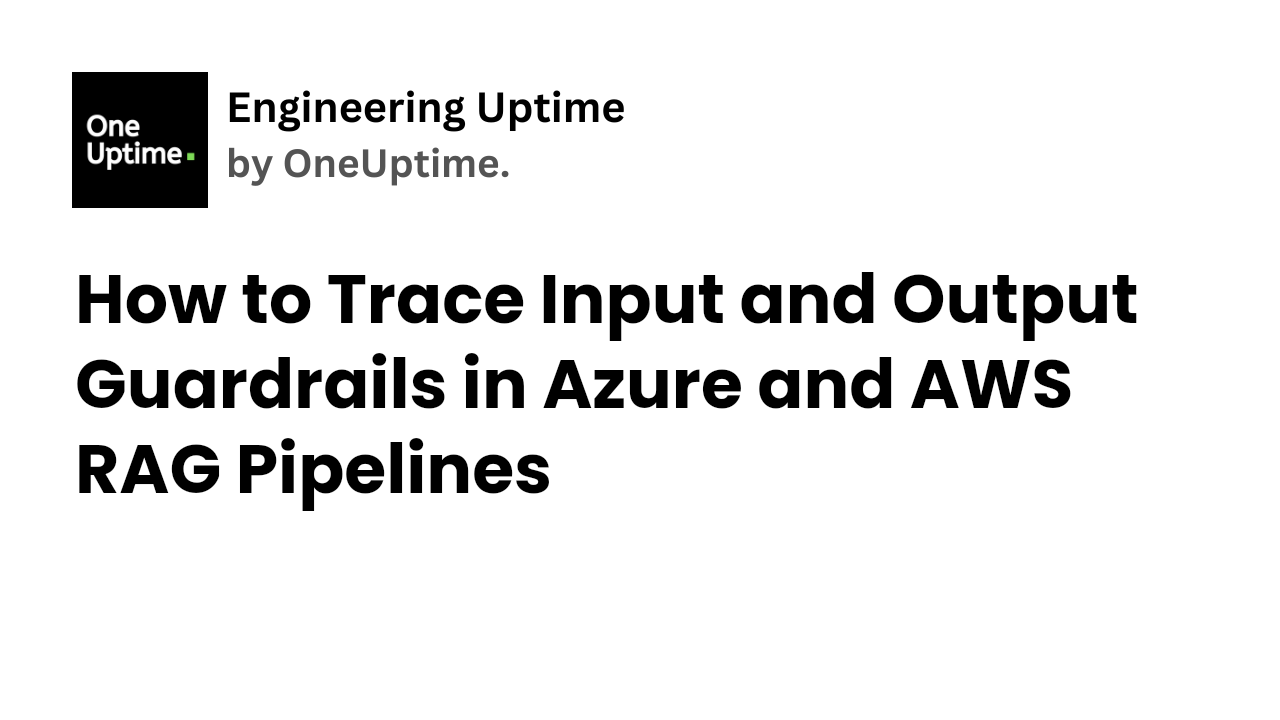 One
Uptime.
Engineering Uptime
by OneUptime.
How to Trace Input and Output
Guardrails in Azure and AWS
RAG Pipelines